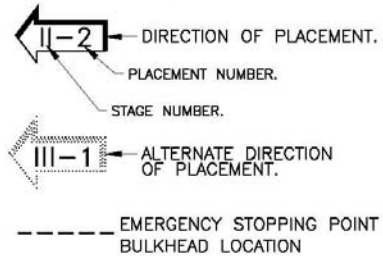 II-2 DIRECTION OF PLACEMENT.
PLACEMENT NUMBER.
STAGE NUMBER.
III-1 ALTERNATE DIRECTION
OF PLACEMENT.
EMERGENCY STOPPING POINT
BULKHEAD LOCATION